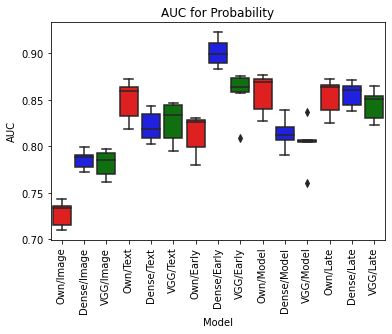 AUC for Probability
AUC
0.90
0.85
0.80
0.75
0.70
Own/Image
Dense/Image
VGG/Image
Own/Text
Dense/Text
VGG/Text
Own/Early
Dense/Early
VGG/Early
Own/Model
Dense/Model
VGG/Model
Own/Late
Dense/Late
VGG/Late
Model